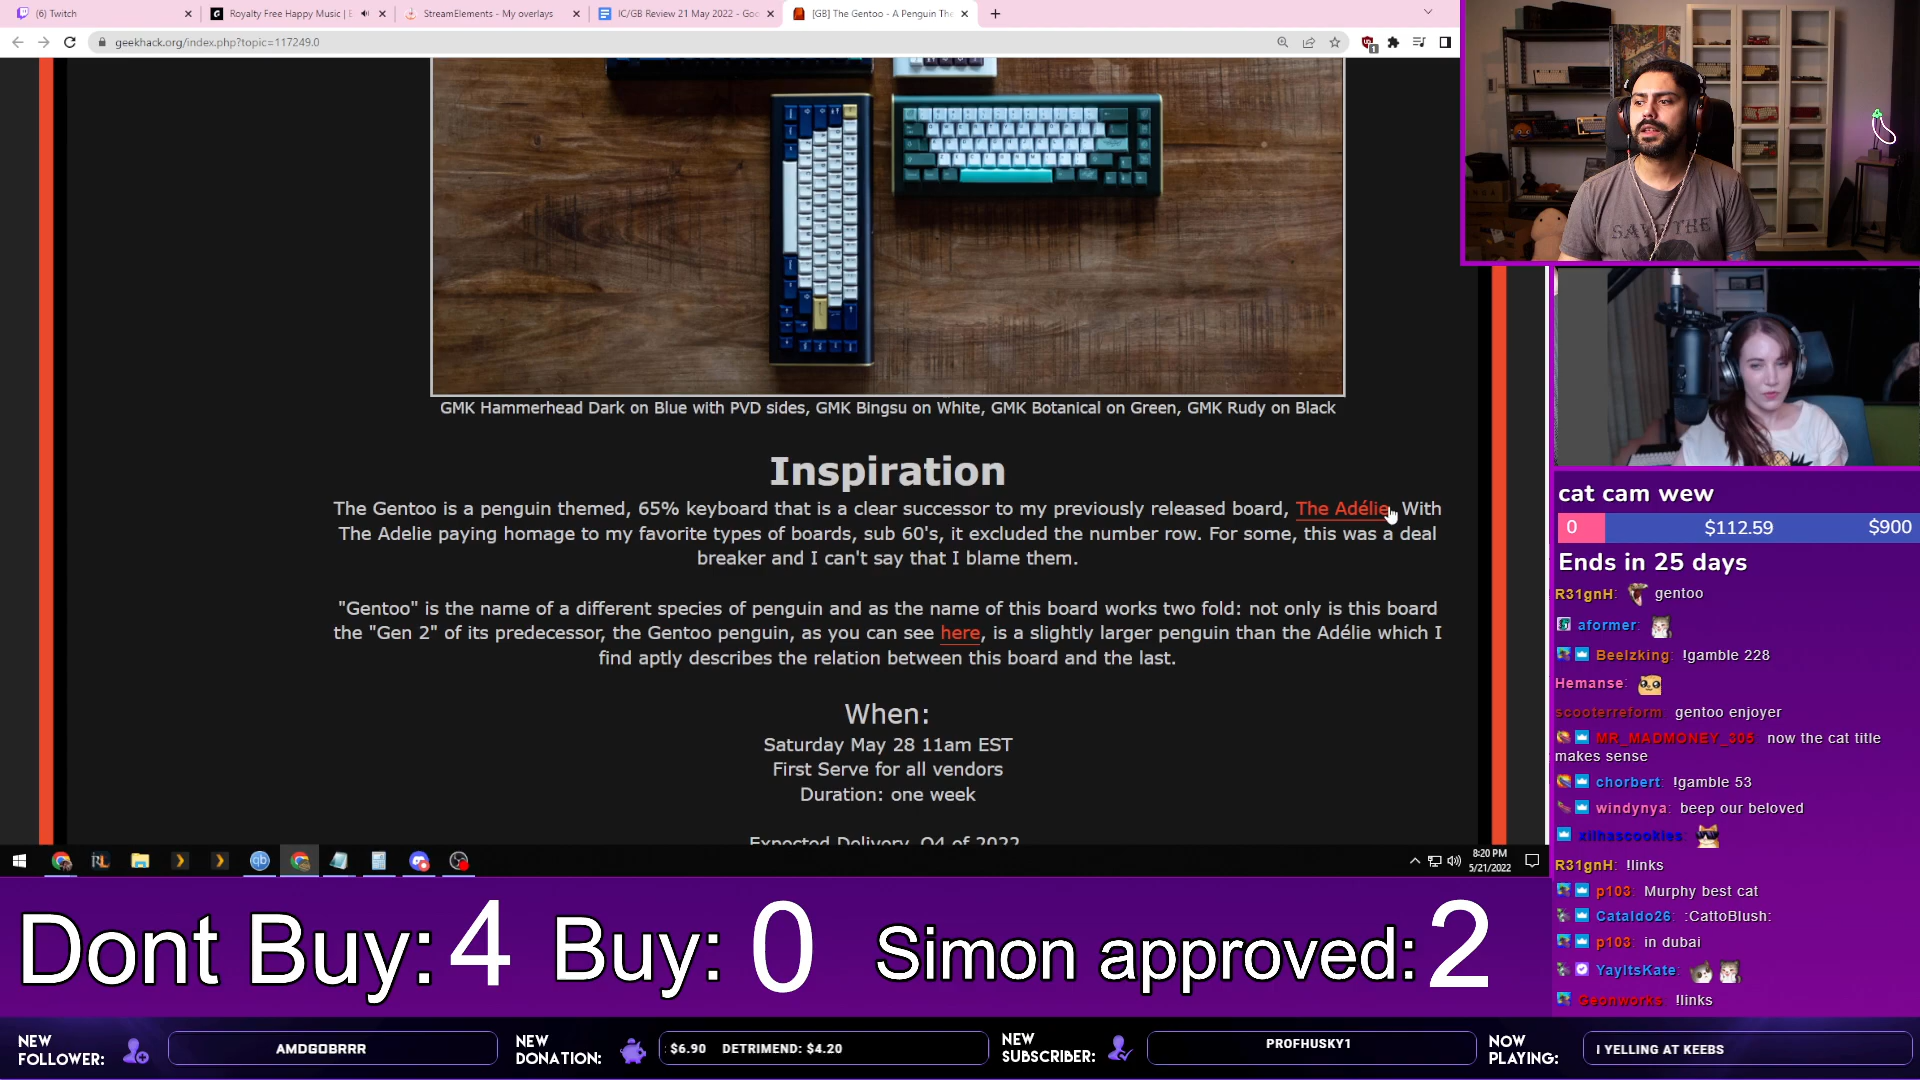 (6) Twitch
Royalty Free Happy Music | E
StreamElements - My overlays
IC/GB Review 21 May 2022 - Goo
[GB] The Gentoo - A Penguin The
geekhack.org/index.php?topic=117249.0
GMK Hammerhead Dark on Blue with PVD sides, GMK Bingsu on White, GMK Botanical on Green, GMK Rudy on Black
Inspiration
The Gentoo is a penguin themed, 65% keyboard that is a clear successor to my previously released board, The Adélie. With
The Adelie paying homage to my favorite types of boards, sub 60's, it excluded the number row. For some, this was a deal
breaker and I can't say that I blame them.
"Gentoo" is the name of a different species of penguin and as the name of this board works two fold: not only is this board
the "Gen 2" of its predecessor, the Gentoo penguin, as you can see here, is a slightly larger penguin than the Adélie which I
find aptly describes the relation between this board and the last.
When:
Saturday May 28 11am EST
First Serve for all vendors
Duration: one week
Expected Delivery, Q4 of 2022
8:20 PM
5/21/2022
SAVE THE
cat cam wew
0 $112.59 $900
Ends in 25 days
R31gnH: gentoo
aformer:
Beelzking: !gamble 228
Hemanse:
scooterreform: gentoo enjoyer
MR_MADMONEY_305: now the cat title
makes sense
chorbert: !gamble 53
windynya: beep our beloved
xilhascookies:
R31gnH: !links
p103: Murphy best cat
Cataldo26: :CattoBlush:
p103: in dubai
YayItsKate:
Geonworks: !links
Dont Buy: 4 Buy: 0 Simon approved: 2
NEW
FOLLOWER:
AMDGOBRRR
NEW
DONATION:
: $6.90 DETRIMEND: $4.20
NEW
SUBSCRIBER:
PROFHUSKY1
NOW
PLAYING:
I YELLING AT KEEBS